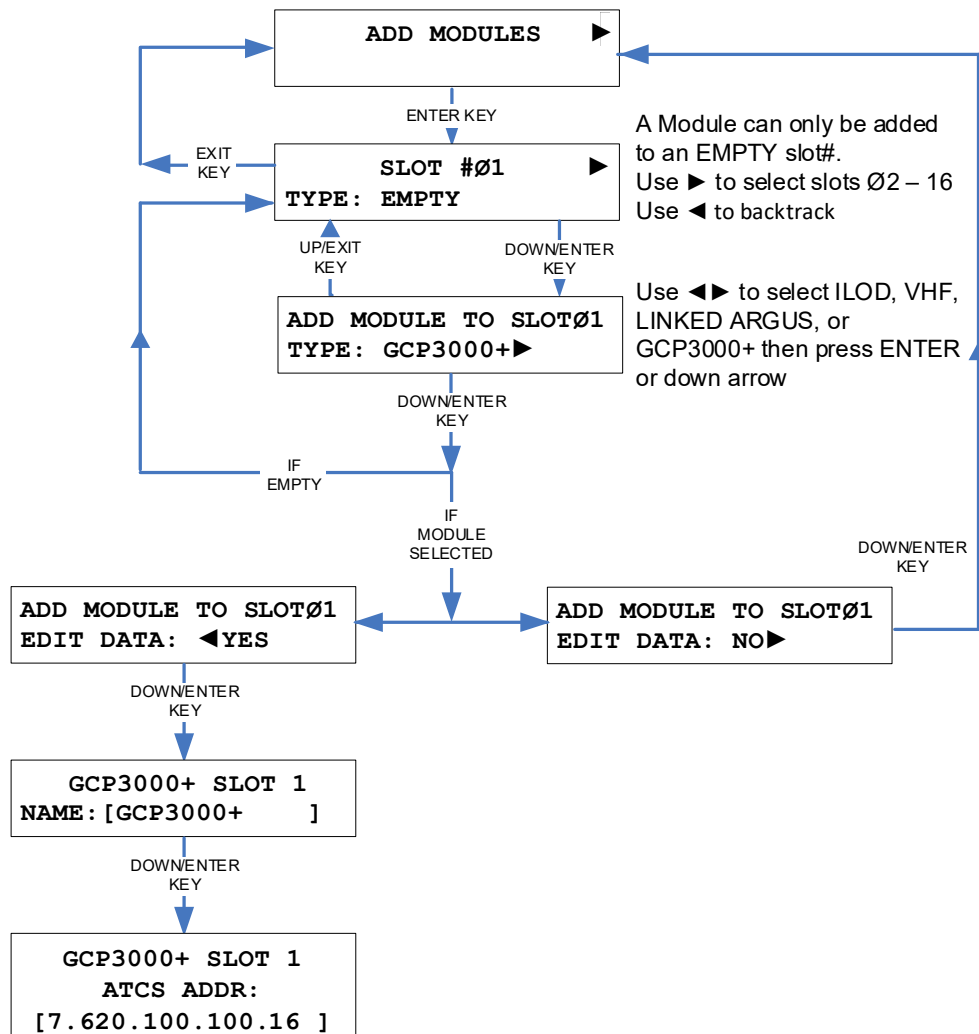 ADD MODULES ►
ENTER KEY
EXIT
KEY
SLOT #Ø1 ►
TYPE: EMPTY
A Module can only be added
to an EMPTY slot#.
Use ► to select slots Ø2 – 16
Use ◄ to backtrack
UP/EXIT
KEY
DOWN/ENTER
KEY
ADD MODULE TO SLOTØ1
TYPE: GCP3000+►
Use ◄► to select ILOD, VHF,
LINKED ARGUS, or
GCP3000+ then press ENTER
or down arrow
DOWN/ENTER
KEY
IF
EMPTY
IF
MODULE
SELECTED
DOWN/ENTER
KEY
ADD MODULE TO SLOTØ1
EDIT DATA: ◄YES
ADD MODULE TO SLOTØ1
EDIT DATA: NO►
DOWN/ENTER
KEY
GCP3000+ SLOT 1
NAME:[GCP3000+ ]
DOWN/ENTER
KEY
GCP3000+ SLOT 1
ATCS ADDR:
[7.620.100.100.16 ]